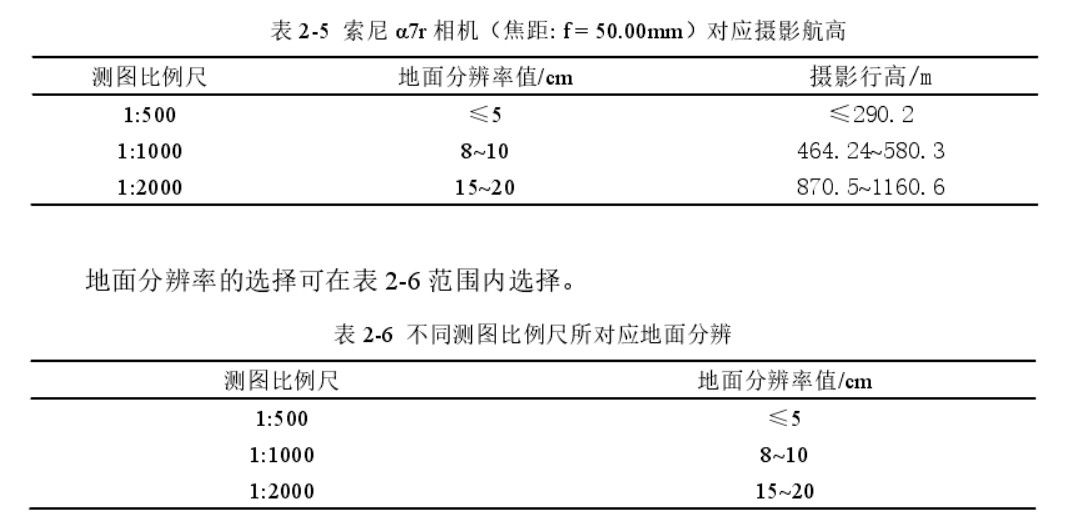 表 2-5 索尼 α7r 相机（焦距: f = 50.00mm）对应摄影航高
测图比例尺 地面分辨率值/cm 摄影行高/m
1:500 ≤5 ≤290.2
1:1000 8~10 464.24~580.3
1:2000 15~20 870.5~1160.6
地面分辨率的选择可在表 2-6 范围内选择。
表 2-6 不同测图比例尺所对应地面分辨
测图比例尺 地面分辨率值/cm
1:500 ≤5
1:1000 8~10
1:2000 15~20